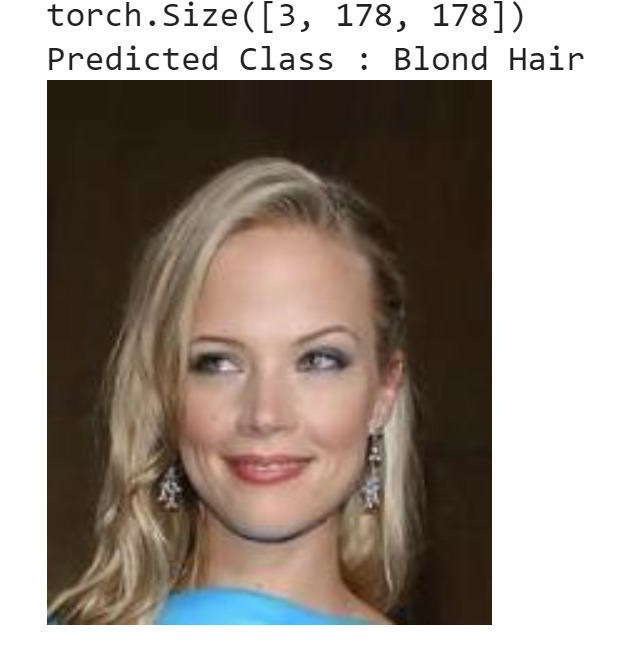 torch.Size([3, 178, 178])
Predicted Class : Blond Hair